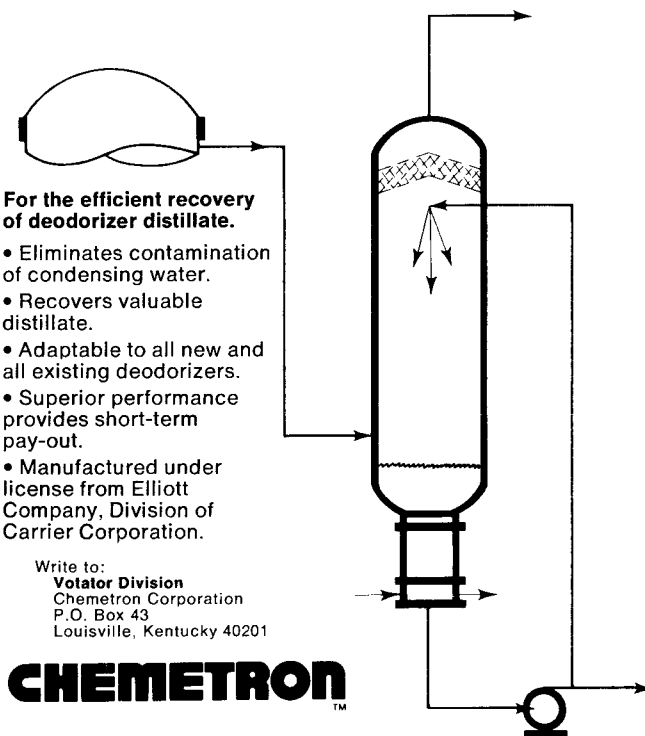 For the efficient recovery
of deodorizer distillate.
• Eliminates contamination
of condensing water.
• Recovers valuable
distillate.
• Adaptable to all new and
all existing deodorizers.
• Superior performance
provides short-term
pay-out.
• Manufactured under
license from Elliott
Company, Division of
Carrier Corporation.
Write to:
Votator Division
Chemetron Corporation
P.O. Box 43
Louisville, Kentucky 40201
CHEMETRON
TM